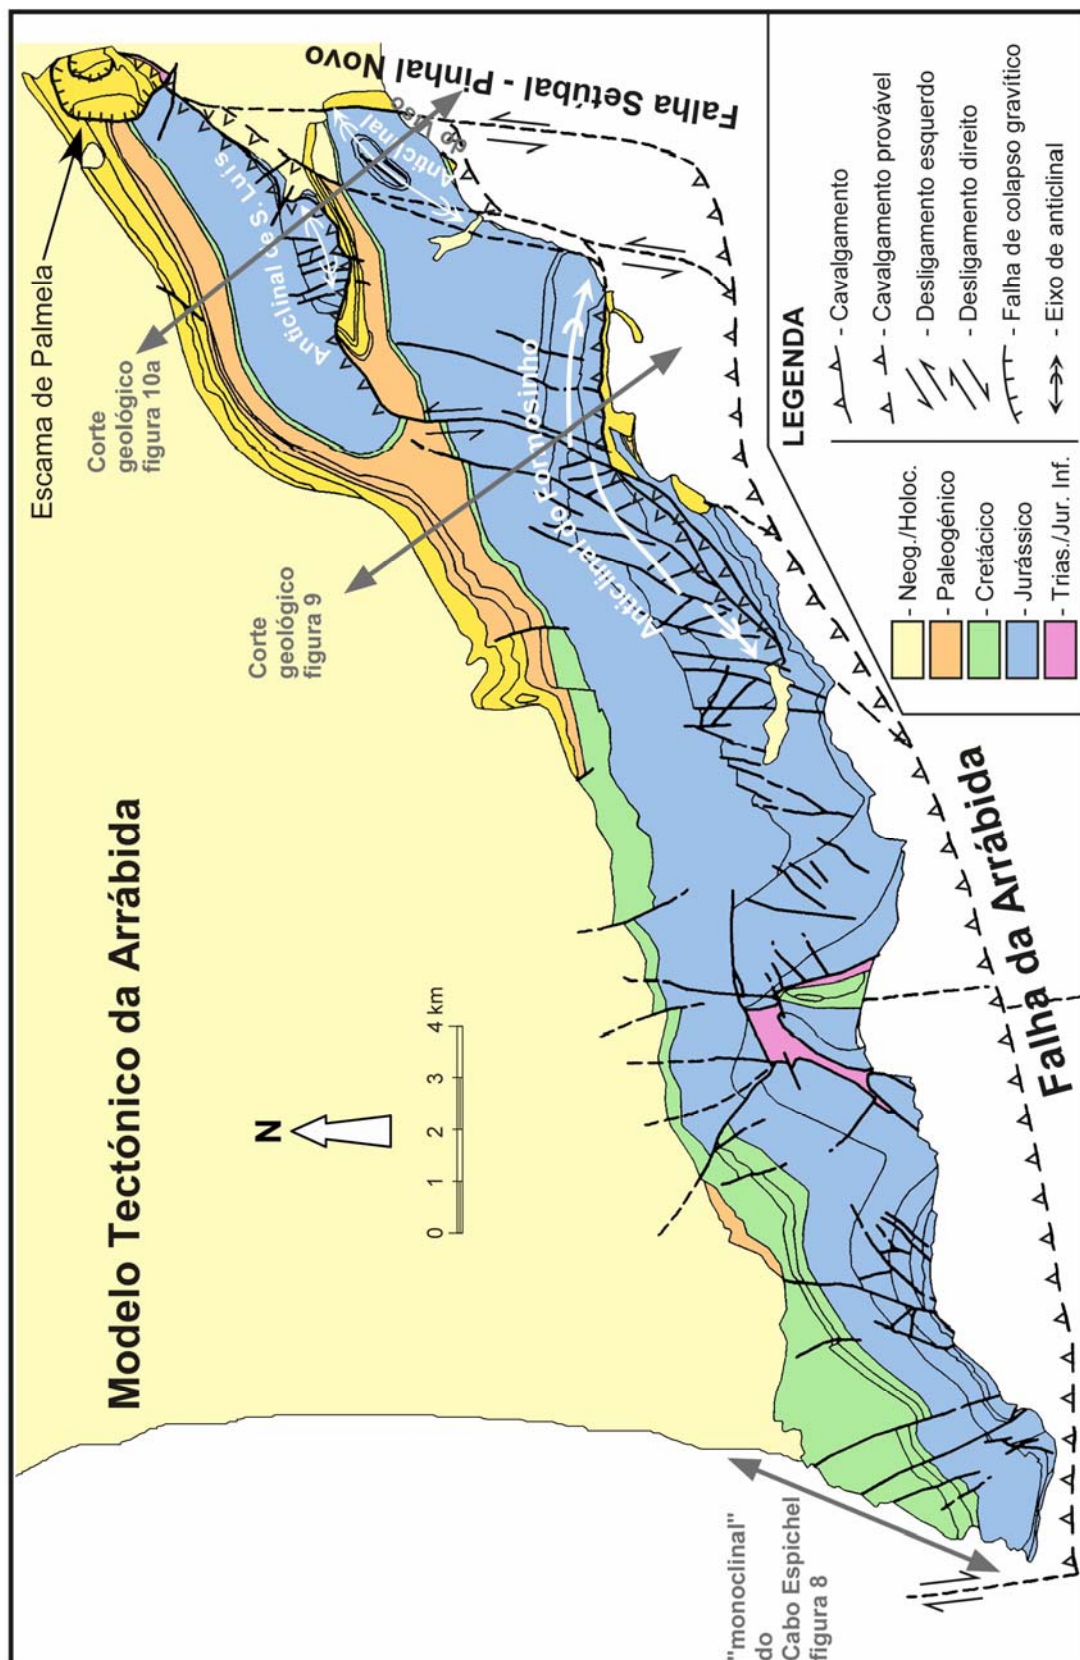 Modelo Tectónico da Arrábida
N
0 1 2 3 4 km
Escama de Palmela
Corte
geológico
figura 10a
Corte
geológico
figura 9
Anticlinal de S. Luís
Anticlinal
do Viso
Anticlinal do Formosinho
Falha Setúbal - Pinhal Novo
Falha da Arrábida
"monoclinal"
do
Cabo Espichel
figura 8
LEGENDA
- Neog./Holoc.
- Paleogénico
- Cretácico
- Jurássico
- Trias./Jur. Inf.
- Cavalgamento
- Cavalgamento provável
- Desligamento esquerdo
- Desligamento direito
- Falha de colapso gravítico
- Eixo de anticlinal